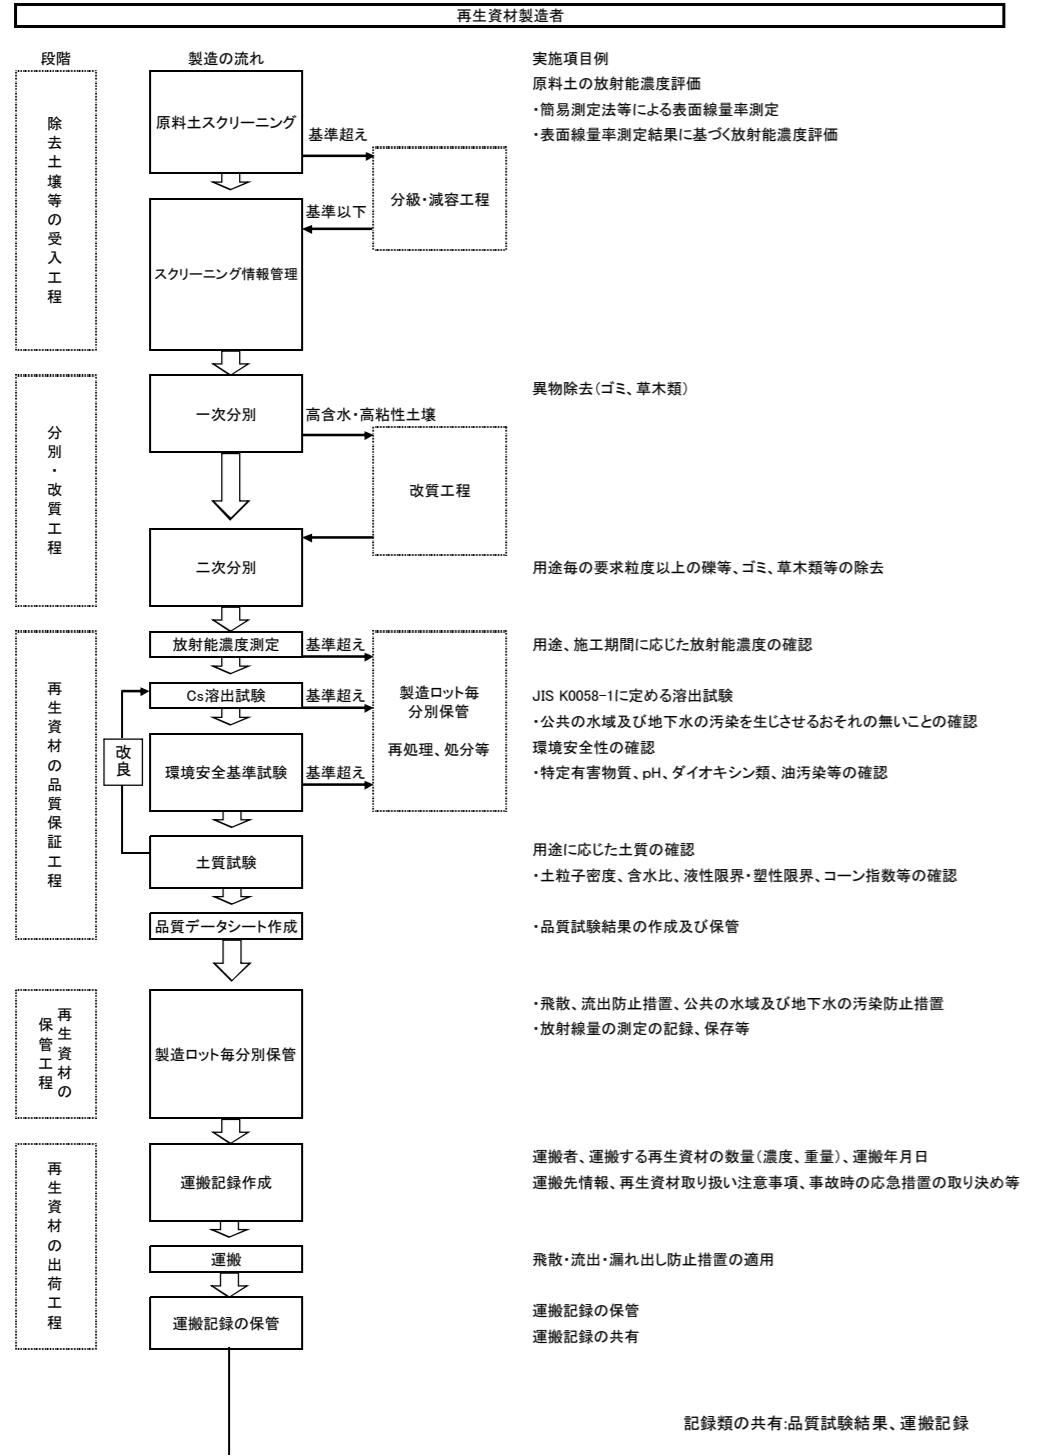 再生資材製造者
段階
製造の流れ
実施項目例
除去土壌等の受入工程
原料土スクリーニング
基準超え
分級・減容工程
基準以下
スクリーニング情報管理
原料土の放射能濃度評価
・簡易測定法等による表面線量率測定
・表面線量率測定結果に基づく放射能濃度評価
分別・改質工程
一次分別
高含水・高粘性土壌
改質工程
二次分別
異物除去(ゴミ、草木類)
用途毎の要求粒度以上の礫等、ゴミ、草木類等の除去
再生資材の品質保証工程
放射能濃度測定
基準超え
用途、施工期間に応じた放射能濃度の確認
Cs溶出試験
基準超え
製造ロット毎
分別保管
再処理、処分等
JIS K0058-1に定める溶出試験
・公共の水域及び地下水の汚染を生じさせるおそれの無いことの確認
改良
環境安全基準試験
基準超え
環境安全性の確認
・特定有害物質、pH、ダイオキシン類、油汚染等の確認
土質試験
用途に応じた土質の確認
・土粒子密度、含水比、液性限界・塑性限界、コーン指数等の確認
品質データシート作成
・品質試験結果の作成及び保管
再生資材の
保管工程
製造ロット毎分別保管
・飛散、流出防止措置、公共の水域及び地下水の汚染防止措置
・放射線量の測定の記録、保存等
再生資材の出荷工程
運搬記録作成
運搬者、運搬する再生資材の数量(濃度、重量)、運搬年月日
運搬先情報、再生資材取り扱い注意事項、事故時の応急措置の取り決め等
運搬
飛散・流出・漏れ出し防止措置の適用
運搬記録の保管
運搬記録の保管
運搬記録の共有
記録類の共有:品質試験結果、運搬記録